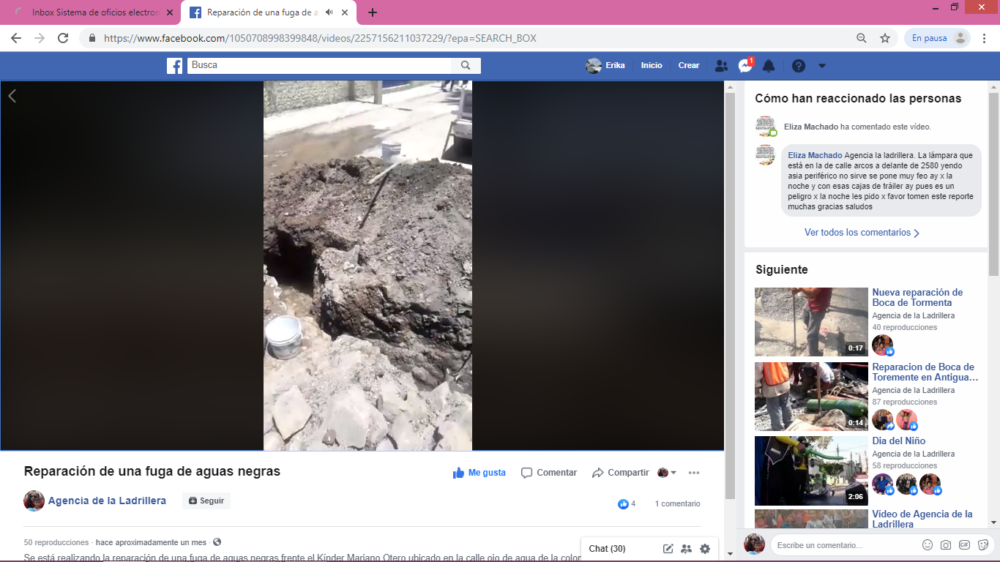 Inbox Sistema de oficios electron
Reparación de una fuga de a
https://www.facebook.com/1050708998399848/videos/2257156211037229/?epa=SEARCH_BOX
En pausa
Busca
Erika
Inicio
Crear
1
Cómo han reaccionado las personas
Eliza Machado ha comentado este vídeo.
Eliza Machado Agencia la ladrillera. La lámpara que
está en la de calle arcos a delante de 2580 yendo
asia periférico no sirve se pone muy feo ay x la
noche y con esas cajas de tráiler ay pues es un
peligro x la noche les pido x favor tomen este reporte
muchas gracias saludos
Ver todos los comentarios
Siguiente
0:17
Nueva reparación de
Boca de Tormenta
Agencia de la Ladrillera
40 reproducciones
0:14
Reparacion de Boca de
Toremente en Antigua...
Agencia de la Ladrillera
87 reproducciones
2:06
Dia del Niño
Agencia de la Ladrillera
58 reproducciones
Vídeo de Agencia de la
Ladrillera
Reparación de una fuga de aguas negras
Me gusta
Comentar
Compartir
Agencia de la Ladrillera
Seguir
4
1 comentario
50 reproducciones · hace aproximadamente un mes ·
Se está realizando la reparación de una fuga de aguas negras frente el Kínder Mariano Otero ubicado en la calle ojo de agua de la colon
Chat (30)
Escribe un comentario...
GIF